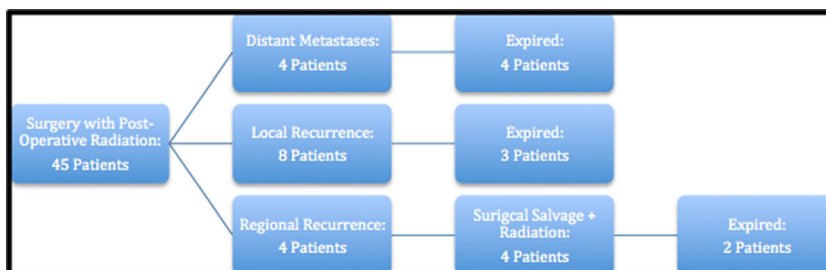 Distant Metastases:
4 Patients
Expired:
4 Patients
Surgery with Post-
Operative Radiation:
45 Patients
Local Recurrence:
8 Patients
Expired:
3 Patients
Regional Recurrence:
4 Patients
Surigcal Salvage +
Radiation:
4 Patients
Expired:
2 Patients